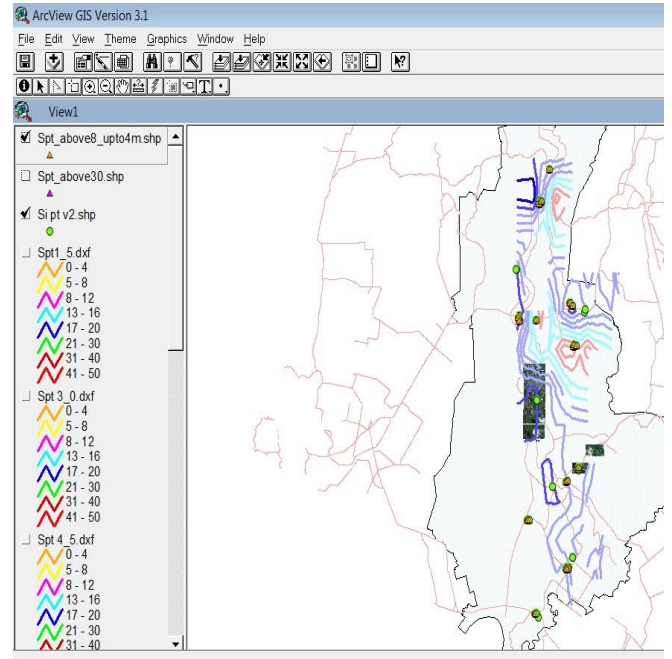 ArcView GIS Version 3.1
File Edit View Theme Graphics Window Help
View1
Spt_above8_upto4m.shp
Spt_above30.shp
Si pt v2.shp
Spt1_5.dxf
0 - 4
5 - 8
8 - 12
13 - 16
17 - 20
21 - 30
31 - 40
41 - 50
Spt 3_0.dxf
0 - 4
5 - 8
8 - 12
13 - 16
17 - 20
21 - 30
31 - 40
41 - 50
Spt 4_5.dxf
0 - 4
5 - 8
8 - 12
13 - 16
17 - 20
21 - 30
31 - 40